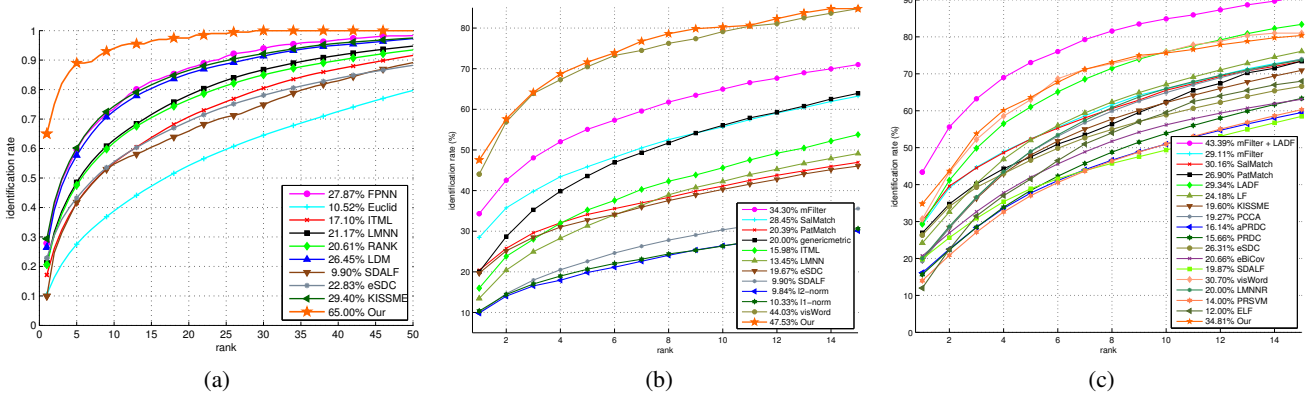 1
0.9
0.8
0.7
0.6
0.5
0.4
0.3
0.2
0.1
0
identification rate
0 5 10 15 20 25 30 35 40 45 50
rank
27.87% FPNN
10.52% Euclid
17.10% ITML
21.17% LMNN
20.61% RANK
26.45% LDM
9.90% SDALF
22.83% eSDC
29.40% KISSME
65.00% Our
(a)
80
70
60
50
40
30
20
10
identification rate (%)
2 4 6 8 10 12 14
rank
34.30% mFilter
28.45% SalMatch
20.39% PatMatch
20.00% genericmetric
15.98% ITML
13.45% LMNN
19.67% eSDC
9.90% SDALF
9.84% l2-norm
10.33% l1-norm
44.03% visWord
47.53% Our
(b)
90
80
70
60
50
40
30
20
10
0
identification rate (%)
2 4 6 8 10 12 14
rank
43.39% mFilter + LADF
29.11% mFilter
30.16% SalMatch
26.90% PatMatch
29.34% LADF
24.18% LF
19.60% KISSME
19.27% PCCA
16.14% aPRDC
15.66% PRDC
26.31% eSDC
20.66% eBiCov
19.87% SDALF
30.70% visWord
20.00% LMNNR
14.00% PRSVM
12.00% ELF
34.81% Our
(c)